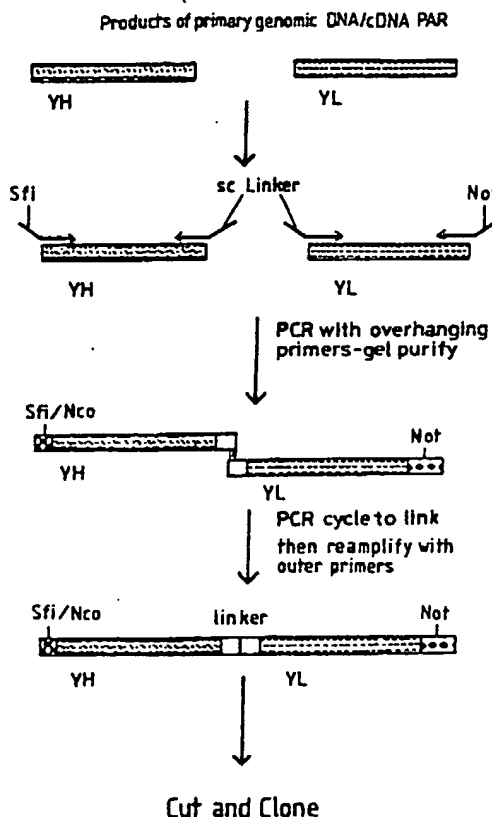 Products of primary genomic DNA/cDNA PAR
YH YL
Sfi sc Linker No
YH YL
PCR with overhanging
primers-gel purify
Sfi/Nco Not
YH YL
PCR cycle to link
then reamplify with
outer primers
Sfi/Nco linker Not
YH YL
Cut and Clone